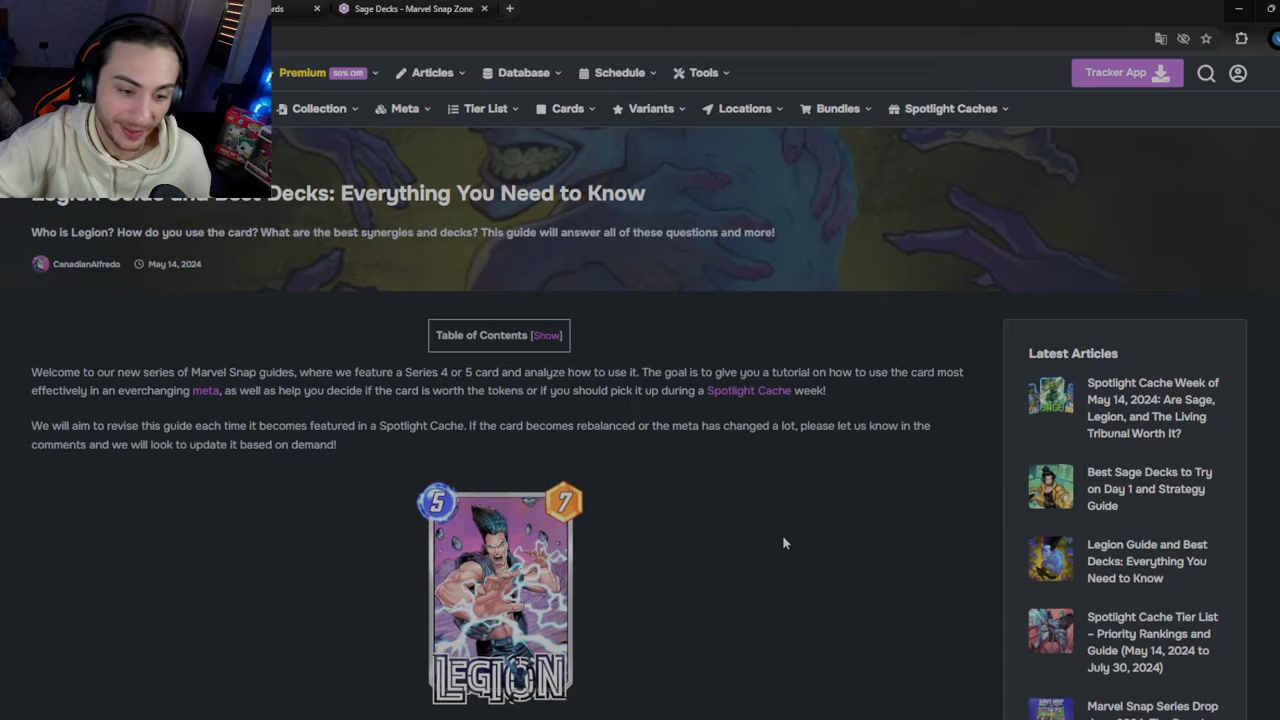 ards
Sage Decks - Marvel Snap Zone
Premium 50% Off!
Articles
Database
Schedule
Tools
Tracker App
Collection
Meta
Tier List
Cards
Variants
Locations
Bundles
Spotlight Caches
Decks: Everything You Need to Know
Who is Legion? How do you use the card? What are the best synergies and decks? This guide will answer all of these questions and more!
CanadianAlfredo May 14, 2024
Table of Contents [Show]
Welcome to our new series of Marvel Snap guides, where we feature a Series 4 or 5 card and analyze how to use it. The goal is to give you a tutorial on how to use the card most
effectively in an everchanging meta, as well as help you decide if the card is worth the tokens or if you should pick it up during a Spotlight Cache week!
We will aim to revise this guide each time it becomes featured in a Spotlight Cache. If the card becomes rebalanced or the meta has changed a lot, please let us know in the
comments and we will look to update it based on demand!
5
7
LEGION
Latest Articles
Spotlight Cache Week of
May 14, 2024: Are Sage,
Legion, and The Living
Tribunal Worth It?
Best Sage Decks to Try
on Day 1 and Strategy
Guide
Legion Guide and Best
Decks: Everything You
Need to Know
Spotlight Cache Tier List
– Priority Rankings and
Guide (May 14, 2024 to
July 30, 2024)
Marvel Snap Series Drop